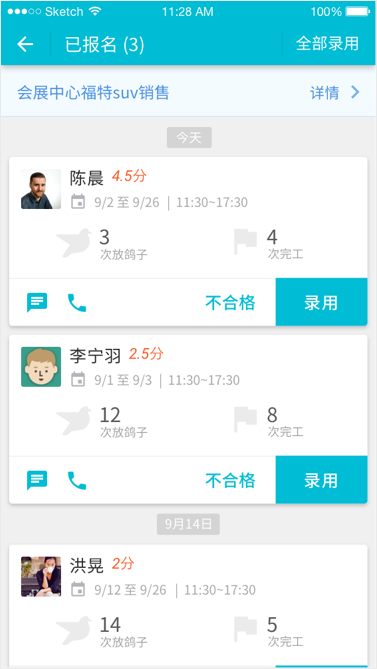 Sketch 11:28 AM 100%
已报名 (3) 全部录用
会展中心福特suv销售 详情
今天
陈晨 4.5分
9/2 至 9/26 | 11:30~17:30
3 4
次放鸽子 次完工
不合格 录用
李宁羽 2.5分
9/1 至 9/3 | 11:30~17:30
12 8
次放鸽子 次完工
不合格 录用
9月14日
洪晃 2分
9/12 至 9/26 | 11:30~17:30
14 5
次放鸽子 次完工